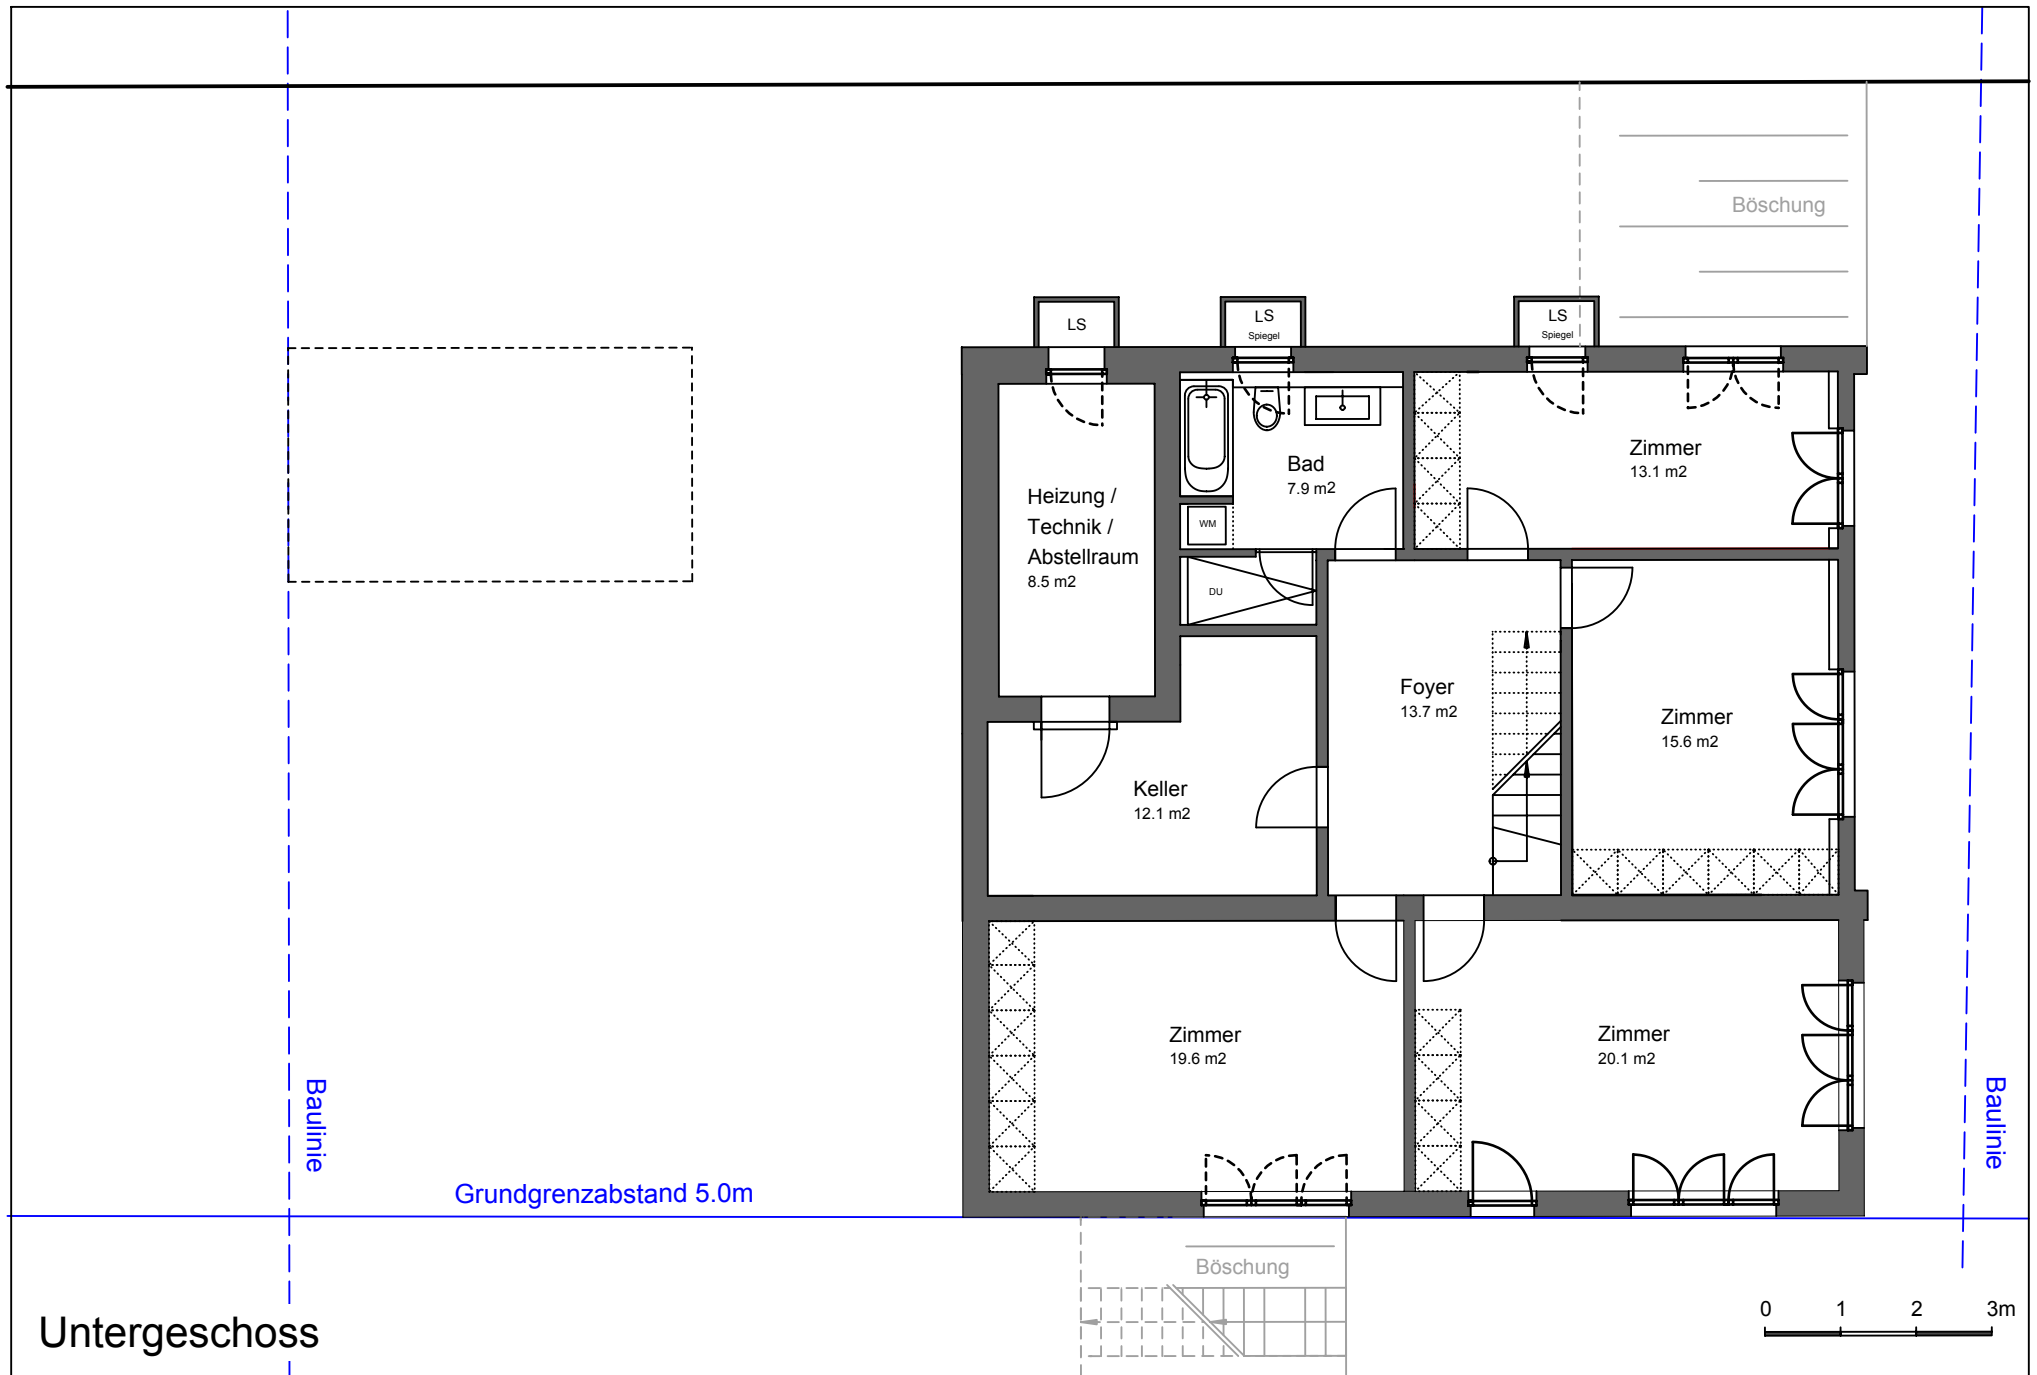 Böschung
LS
LS
Spiegel
LS
Spiegel
Zimmer
13.1 m2
Bad
7.9 m2
Heizung /
Technik /
Abstellraum
8.5 m2
WM
DU
Foyer
13.7 m2
Zimmer
15.6 m2
Keller
12.1 m2
Zimmer
19.6 m2
Zimmer
20.1 m2
Baulinie
Baulinie
Grundgrenzabstand 5.0m
Böschung
0 1 2 3m
Untergeschoss